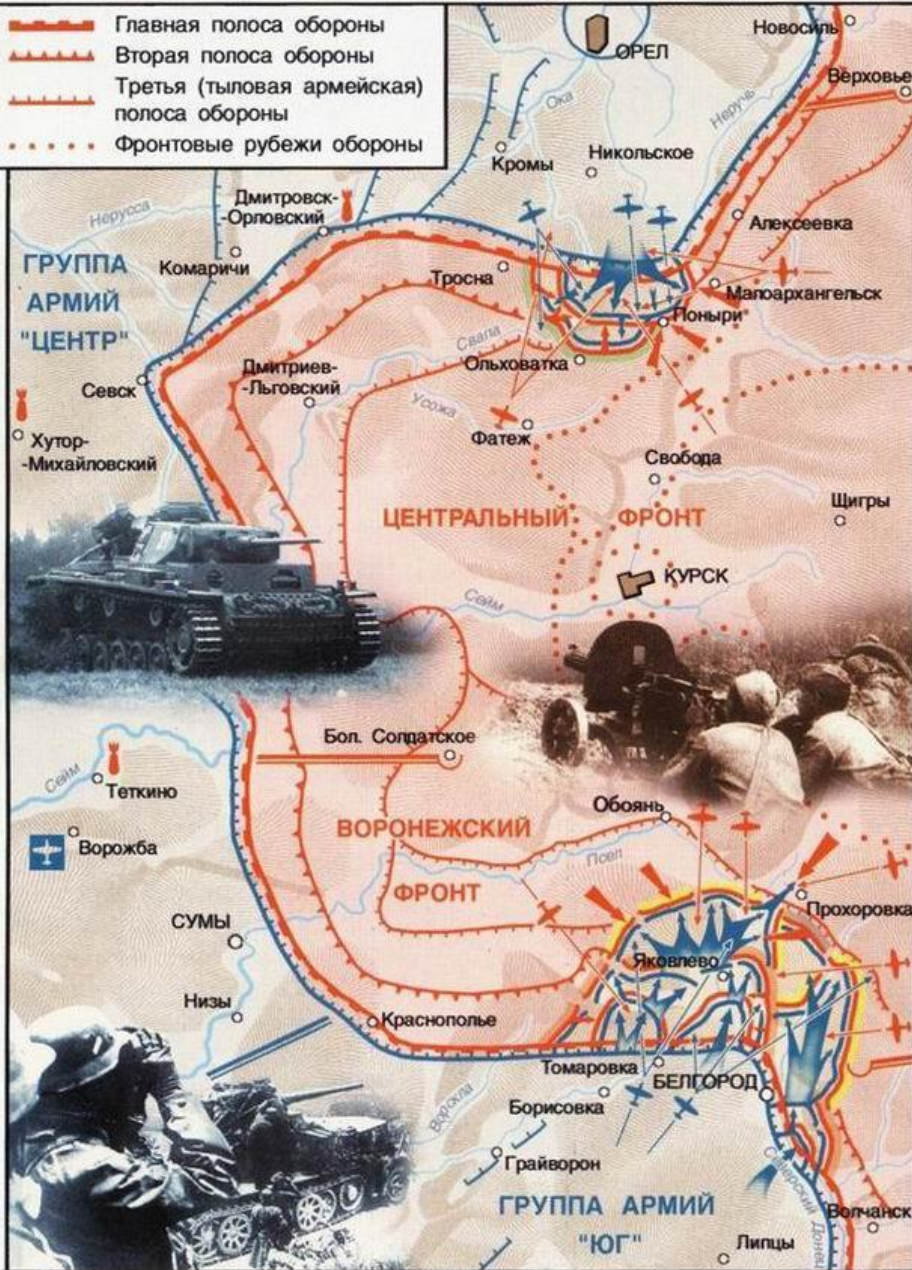 Главная полоса обороны
Вторая полоса обороны
Третья (тыловая армейская)
полоса обороны
Фронтовые рубежи обороны
Новосиль
ОРЕЛ
Верховье
Ока
Неручь
Кромы
Никольское
Дмитровск-
-Орловский
Нерусса
Алексеевка
ГРУППА
АРМИЙ
"ЦЕНТР"
Комаричи
Тросна
Малоархангельск
Поныри
Свапа
Ольховатка
Севск
Дмитриев-
-Льговский
Усожа
Фатеж
Хутор-
-Михайловский
Свобода
Щигры
ЦЕНТРАЛЬНЫЙ ФРОНТ
КУРСК
Сейм
Бол. Солдатское
Сейм
Теткино
Обоянь
Ворожба
ВОРОНЕЖСКИЙ
ФРОНТ
Псел
Прохоровка
СУМЫ
Яковлево
Низы
Краснополье
Томаровка
БЕЛГОРОД
Борисовка
Ворскла
Грайворон
Северский Донец
ГРУППА АРМИЙ
"ЮГ"
Волчанск
Липцы